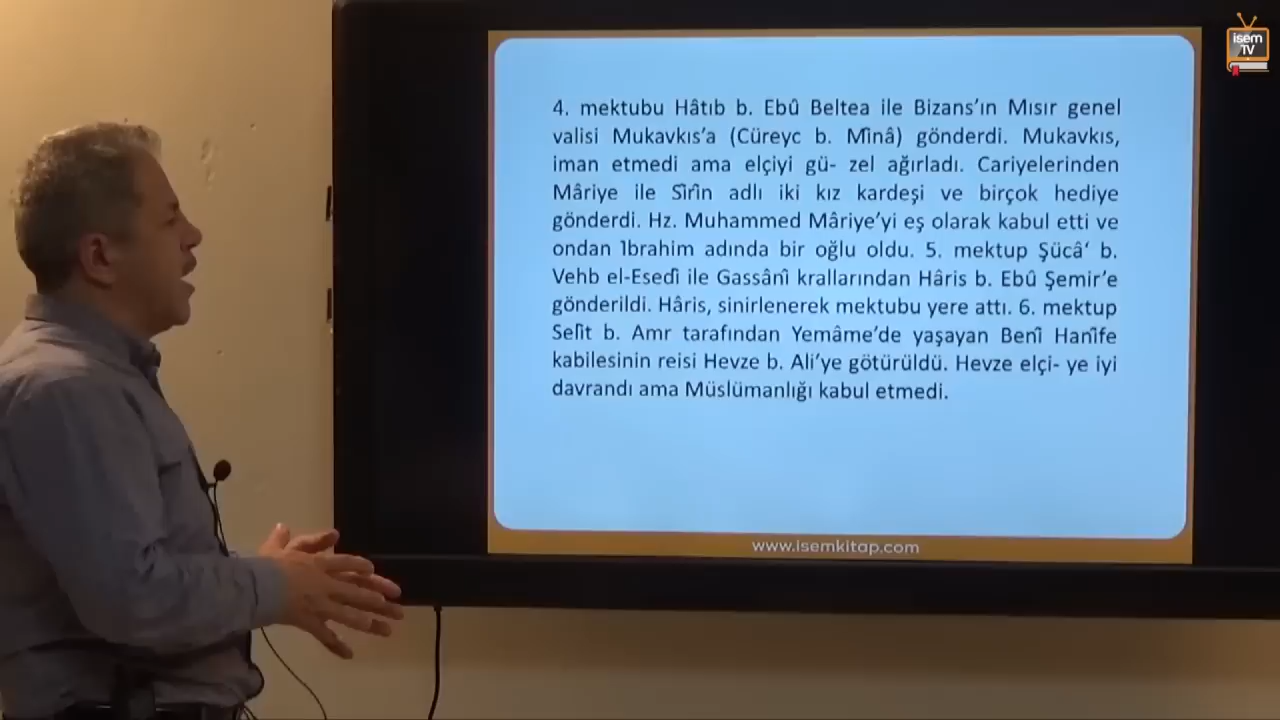 isem
TV
4. mektubu Hâtıb b. Ebû Beltea ile Bizans’ın Mısır genel
valisi Mukavkıs’a (Cüreyc b. Mînâ) gönderdi. Mukavkıs,
iman etmedi ama elçiyi gü- zel ağırladı. Cariyelerinden
Mâriye ile Sîrîn adlı iki kız kardeşi ve birçok hediye
gönderdi. Hz. Muhammed Mâriye’yi eş olarak kabul etti ve
ondan İbrahim adında bir oğlu oldu. 5. mektup Şücâ‘ b.
Vehb el-Esedî ile Gassânî krallarından Hâris b. Ebû Şemir’e
gönderildi. Hâris, sinirlenerek mektubu yere attı. 6. mektup
Selît b. Amr tarafından Yemâme’de yaşayan Benî Hanîfe
kabilesinin reisi Hevze b. Ali’ye götürüldü. Hevze elçi- ye iyi
davrandı ama Müslümanlığı kabul etmedi.
www.isemkitap.com